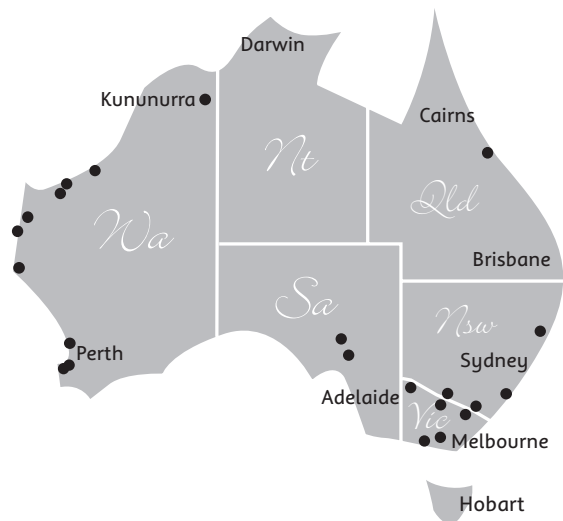 Darwin
Kununurra
Cairns
Nt
Qld
Wa
Brisbane
Sa
Nsw
Perth
Sydney
Adelaide
Vic
Melbourne
Hobart